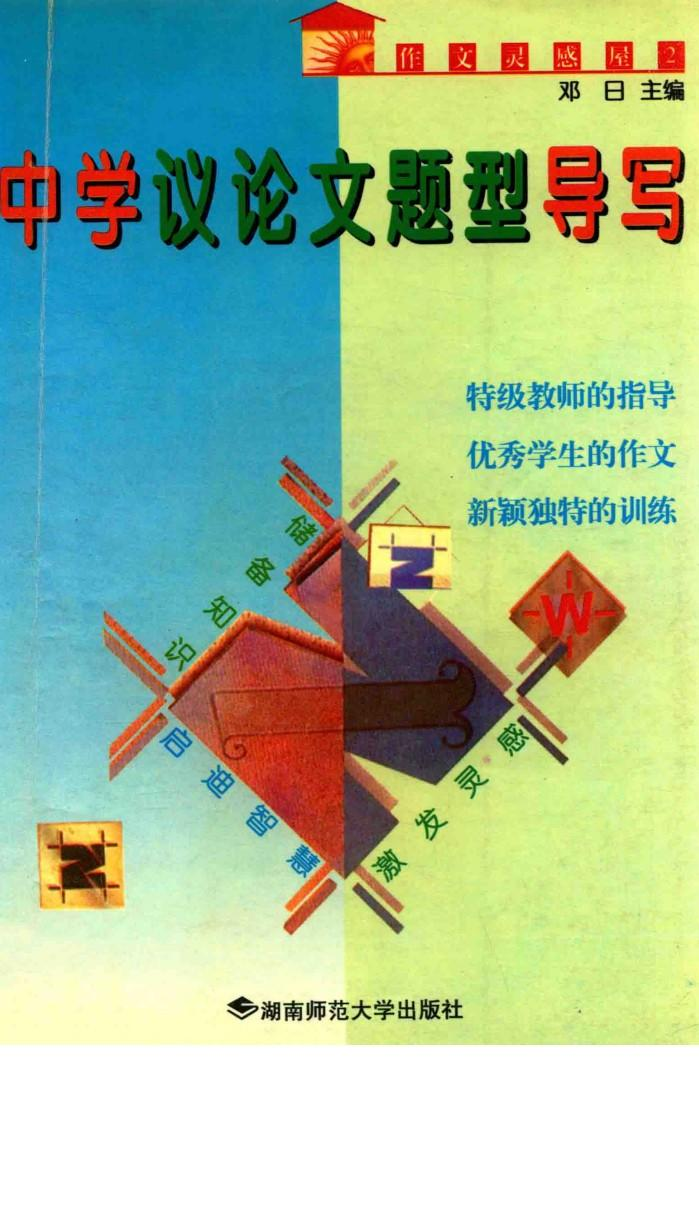 作文灵感屋2
邓日 主编
中学议论文题型导写
特级教师的指导
优秀学生的作文
新颖独特的训练
储备知识
启迪智慧
激发灵感
N
W
N
湖南师范大学出版社